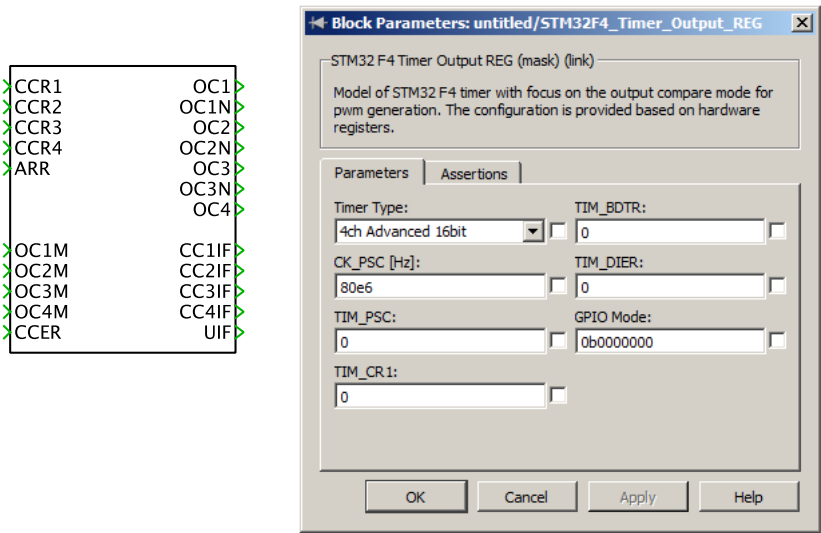 CCR1
CCR2
CCR3
CCR4
ARR
OC1M
OC2M
OC3M
OC4M
CCER
OC1
OC1N
OC2
OC2N
OC3
OC3N
OC4
CC1IF
CC2IF
CC3IF
CC4IF
UIF
Block Parameters: untitled/STM32F4_Timer_Output_REG
STM32 F4 Timer Output REG (mask) (link)
Model of STM32 F4 timer with focus on the output compare mode for
pwm generation. The configuration is provided based on hardware
registers.
Parameters
Assertions
Timer Type:
4ch Advanced 16bit
CK_PSC [Hz]:
80e6
TIM_PSC:
0
TIM_CR1:
0
TIM_BDTR:
0
TIM_DIER:
0
GPIO Mode:
0b0000000
OK
Cancel
Apply
Help